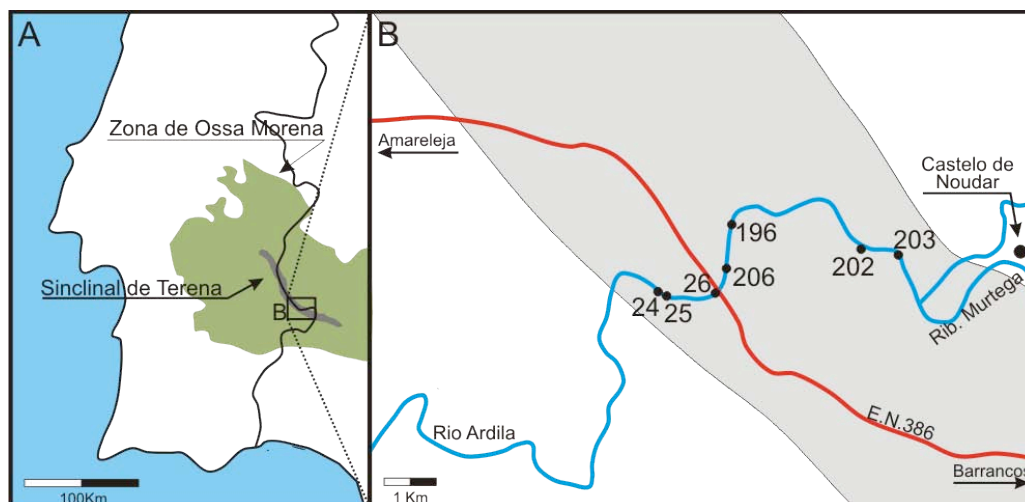 A
Zona de Ossa Morena
Sinclinal de Terena
B
100Km
B
Amareleja
Castelo de
Noudar
196
203
202
206
26
24
25
Rib. Murtega
E.N.386
Rio Ardila
Barrancos
1 Km